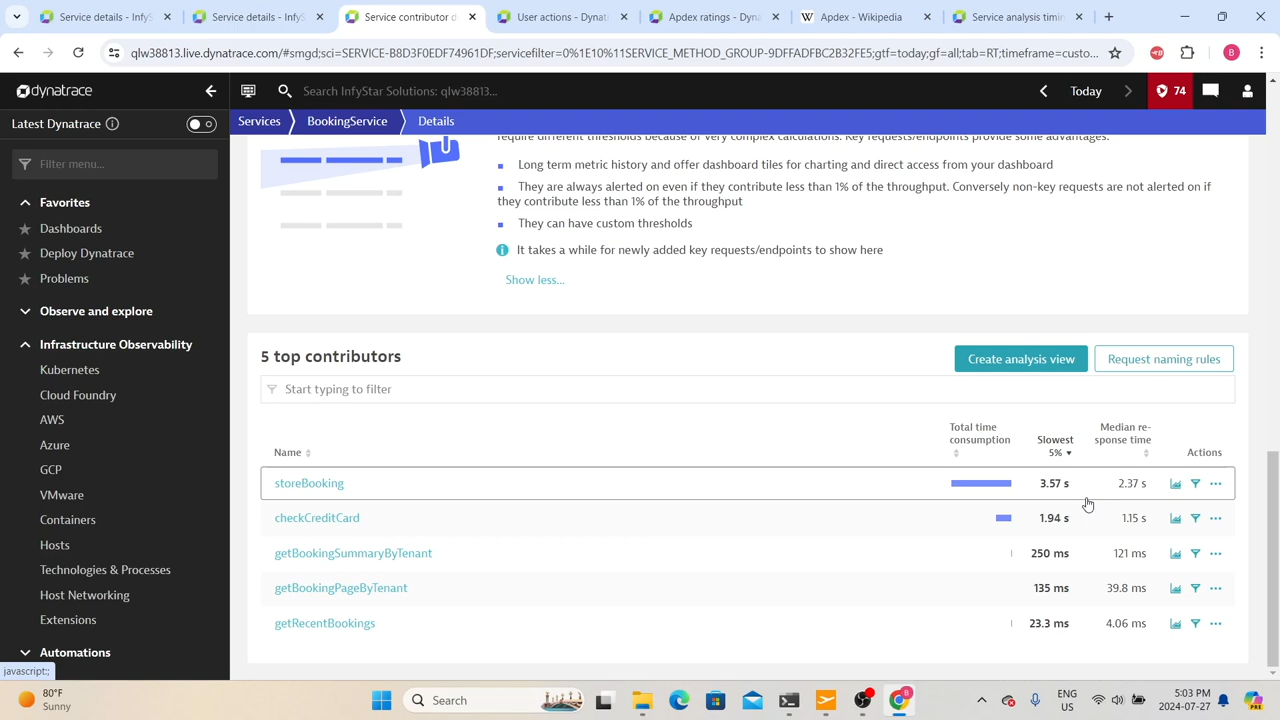 Service details - InfyS
Service details - InfyS
Service contributor d
User actions - Dynat
Apdex ratings - Dyna
Apdex - Wikipedia
Service analysis timin
qlw38813.live.dynatrace.com/#smgd;sci=SERVICE-B8D3F0EDF74961DF;servicefilter=0%1E10%11SERVICE_METHOD_GROUP-9DFFADFBC2B32FE5;gtf=today;gf=all;tab=RT;timeframe=custo...
B
dynatrace
Search InfyStar Solutions: qlw38813...
Today
74
Latest Dynatrace
Services
BookingService
Details
Filter menu...
require different thresholds because of very complex calculations. Key requests/endpoints provide some advantages:
Long term metric history and offer dashboard tiles for charting and direct access from your dashboard
They are always alerted on even if they contribute less than 1% of the throughput. Conversely non-key requests are not alerted on if
they contribute less than 1% of the throughput
They can have custom thresholds
It takes a while for newly added key requests/endpoints to show here
Show less...
Favorites
Dashboards
Deploy Dynatrace
Problems
Observe and explore
Infrastructure Observability
Kubernetes
Cloud Foundry
AWS
Azure
GCP
VMware
Containers
Hosts
Technologies & Processes
Host Networking
Extensions
Automations
javascript:;
5 top contributors
Create analysis view
Request naming rules
Start typing to filter
Name
Total time
consumption
Slowest
5%
Median re-
sponse time
Actions
storeBooking 3.57 s 2.37 s
checkCreditCard 1.94 s 1.15 s
getBookingSummaryByTenant 250 ms 121 ms
getBookingPageByTenant 135 ms 39.8 ms
getRecentBookings 23.3 ms 4.06 ms
80°F
Sunny
Search
B
ENG
US
5:03 PM
2024-07-27
PRE